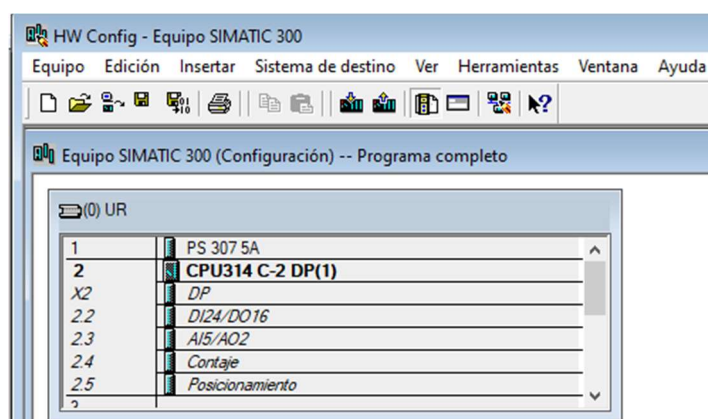 HW Config - Equipo SIMATIC 300
Equipo Edición Insertar Sistema de destino Ver Herramientas Ventana Ayuda
Equipo SIMATIC 300 (Configuración) -- Programa completo
(0) UR
1 PS 307 5A
2 CPU314 C-2 DP(1)
X2 DP
2.2 DI24/DO16
2.3 AI5/AO2
2.4 Contaje
2.5 Posicionamiento